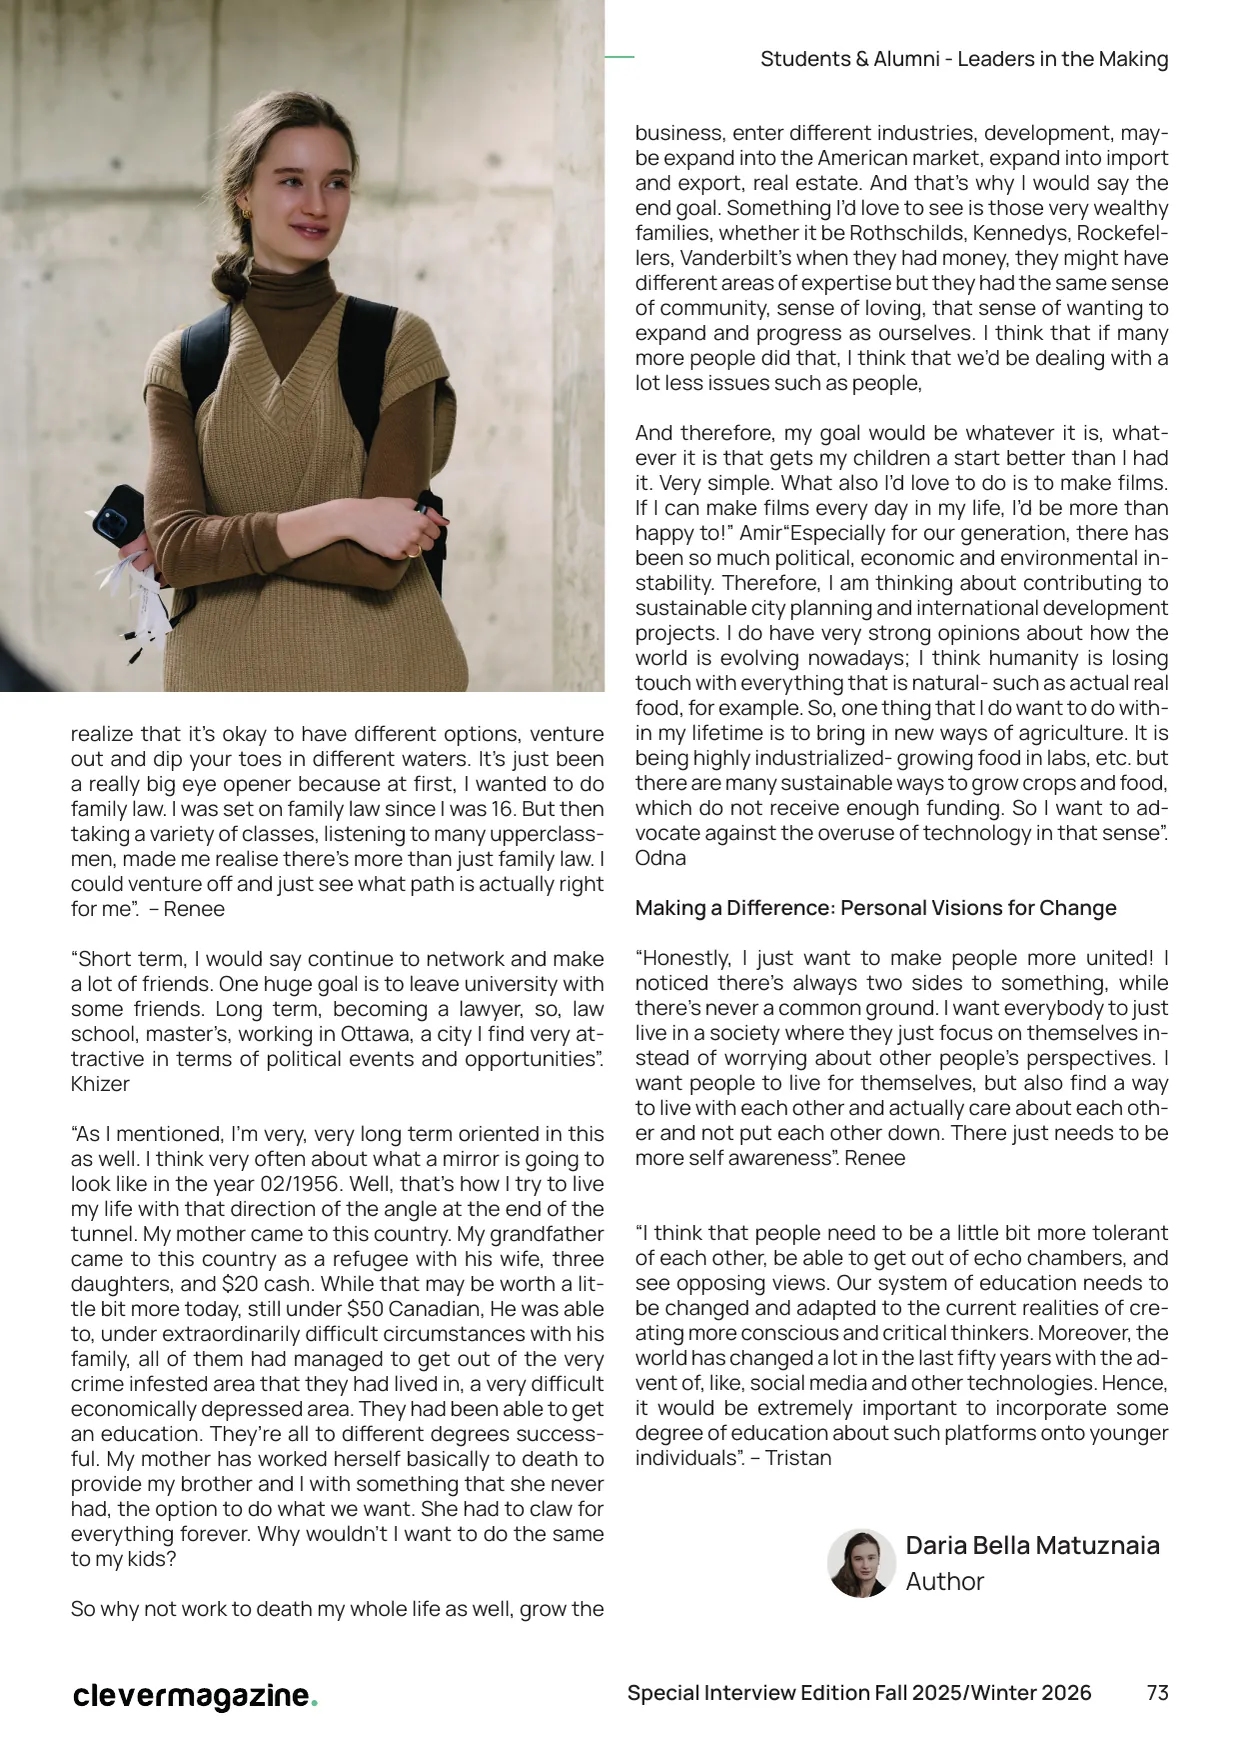 Students & Alumni - Leaders in the Making
realize that it's okay to have different options, venture
out and dip your toes in different waters. It's just been
a really big eye opener because at first, I wanted to do
family law. I was set on family law since I was 16. But then
taking a variety of classes, listening to many upperclass-
men, made me realise there's more than just family law. I
could venture off and just see what path is actually right
for me”.  – Renee
“Short term, I would say continue to network and make
a lot of friends. One huge goal is to leave university with
some friends. Long term, becoming a lawyer, so, law
school, master's, working in Ottawa, a city I find very at-
tractive in terms of political events and opportunities”.
Khizer
“As I mentioned, I'm very, very long term oriented in this
as well. I think very often about what a mirror is going to
look like in the year 02/1956. Well, that's how I try to live
my life with that direction of the angle at the end of the
tunnel. My mother came to this country. My grandfather
came to this country as a refugee with his wife, three
daughters, and $20 cash. While that may be worth a lit-
tle bit more today, still under $50 Canadian, He was able
to, under extraordinarily difficult circumstances with his
family, all of them had managed to get out of the very
crime infested area that they had lived in, a very difficult
economically depressed area. They had been able to get
an education. They're all to different degrees success-
ful. My mother has worked herself basically to death to
provide my brother and I with something that she never
had, the option to do what we want. She had to claw for
everything forever. Why wouldn't I want to do the same
to my kids?
So why not work to death my whole life as well, grow the
business, enter different industries, development, may-
be expand into the American market, expand into import
and export, real estate. And that's why I would say the
end goal. Something I'd love to see is those very wealthy
families, whether it be Rothschilds, Kennedys, Rockefel-
lers, Vanderbilt's when they had money, they might have
different areas of expertise but they had the same sense
of community, sense of loving, that sense of wanting to
expand and progress as ourselves. I think that if many
more people did that, I think that we'd be dealing with a
lot less issues such as people,
And therefore, my goal would be whatever it is, what-
ever it is that gets my children a start better than I had
it. Very simple. What also I'd love to do is to make films.
If I can make films every day in my life, I'd be more than
happy to!” Amir“Especially for our generation, there has
been so much political, economic and environmental in-
stability. Therefore, I am thinking about contributing to
sustainable city planning and international development
projects. I do have very strong opinions about how the
world is evolving nowadays; I think humanity is losing
touch with everything that is natural- such as actual real
food, for example. So, one thing that I do want to do with-
in my lifetime is to bring in new ways of agriculture. It is
being highly industrialized- growing food in labs, etc. but
there are many sustainable ways to grow crops and food,
which do not receive enough funding. So I want to ad-
vocate against the overuse of technology in that sense”.
Odna
Making a Difference: Personal Visions for Change
“Honestly, I just want to make people more united! I
noticed there's always two sides to something, while
there's never a common ground. I want everybody to just
live in a society where they just focus on themselves in-
stead of worrying about other people's perspectives. I
want people to live for themselves, but also find a way
to live with each other and actually care about each oth-
er and not put each other down. There just needs to be
more self awareness”. Renee
“I think that people need to be a little bit more tolerant
of each other, be able to get out of echo chambers, and
see opposing views. Our system of education needs to
be changed and adapted to the current realities of cre-
ating more conscious and critical thinkers. Moreover, the
world has changed a lot in the last fifty years with the ad-
vent of, like, social media and other technologies. Hence,
it would be extremely important to incorporate some
degree of education about such platforms onto younger
individuals”. – Tristan
Daria Bella Matuznaia
Author
clevermagazine.
Special Interview Edition Fall 2025/Winter 2026 73